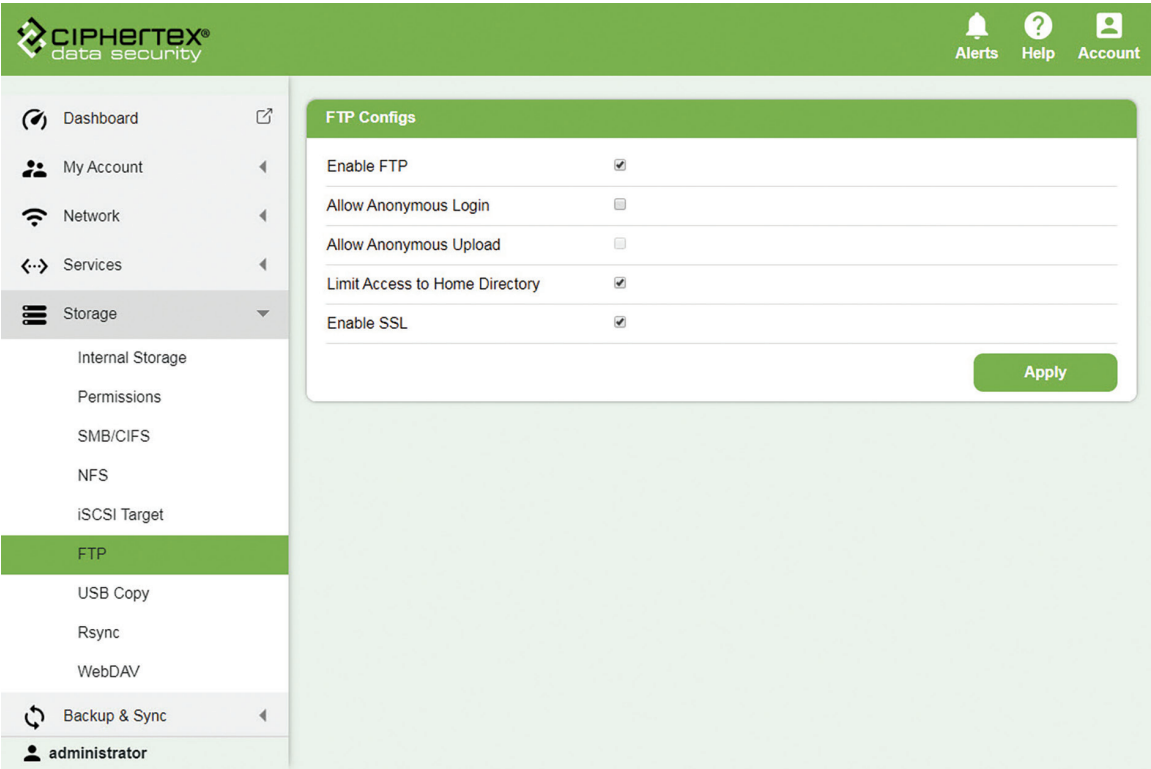 CIPHERTEX®
data security
Alerts Help Account
Dashboard
My Account
Network
Services
Storage
Internal Storage
Permissions
SMB/CIFS
NFS
iSCSI Target
FTP
USB Copy
Rsync
WebDAV
Backup & Sync
administrator
FTP Configs
Enable FTP
Allow Anonymous Login
Allow Anonymous Upload
Limit Access to Home Directory
Enable SSL
Apply